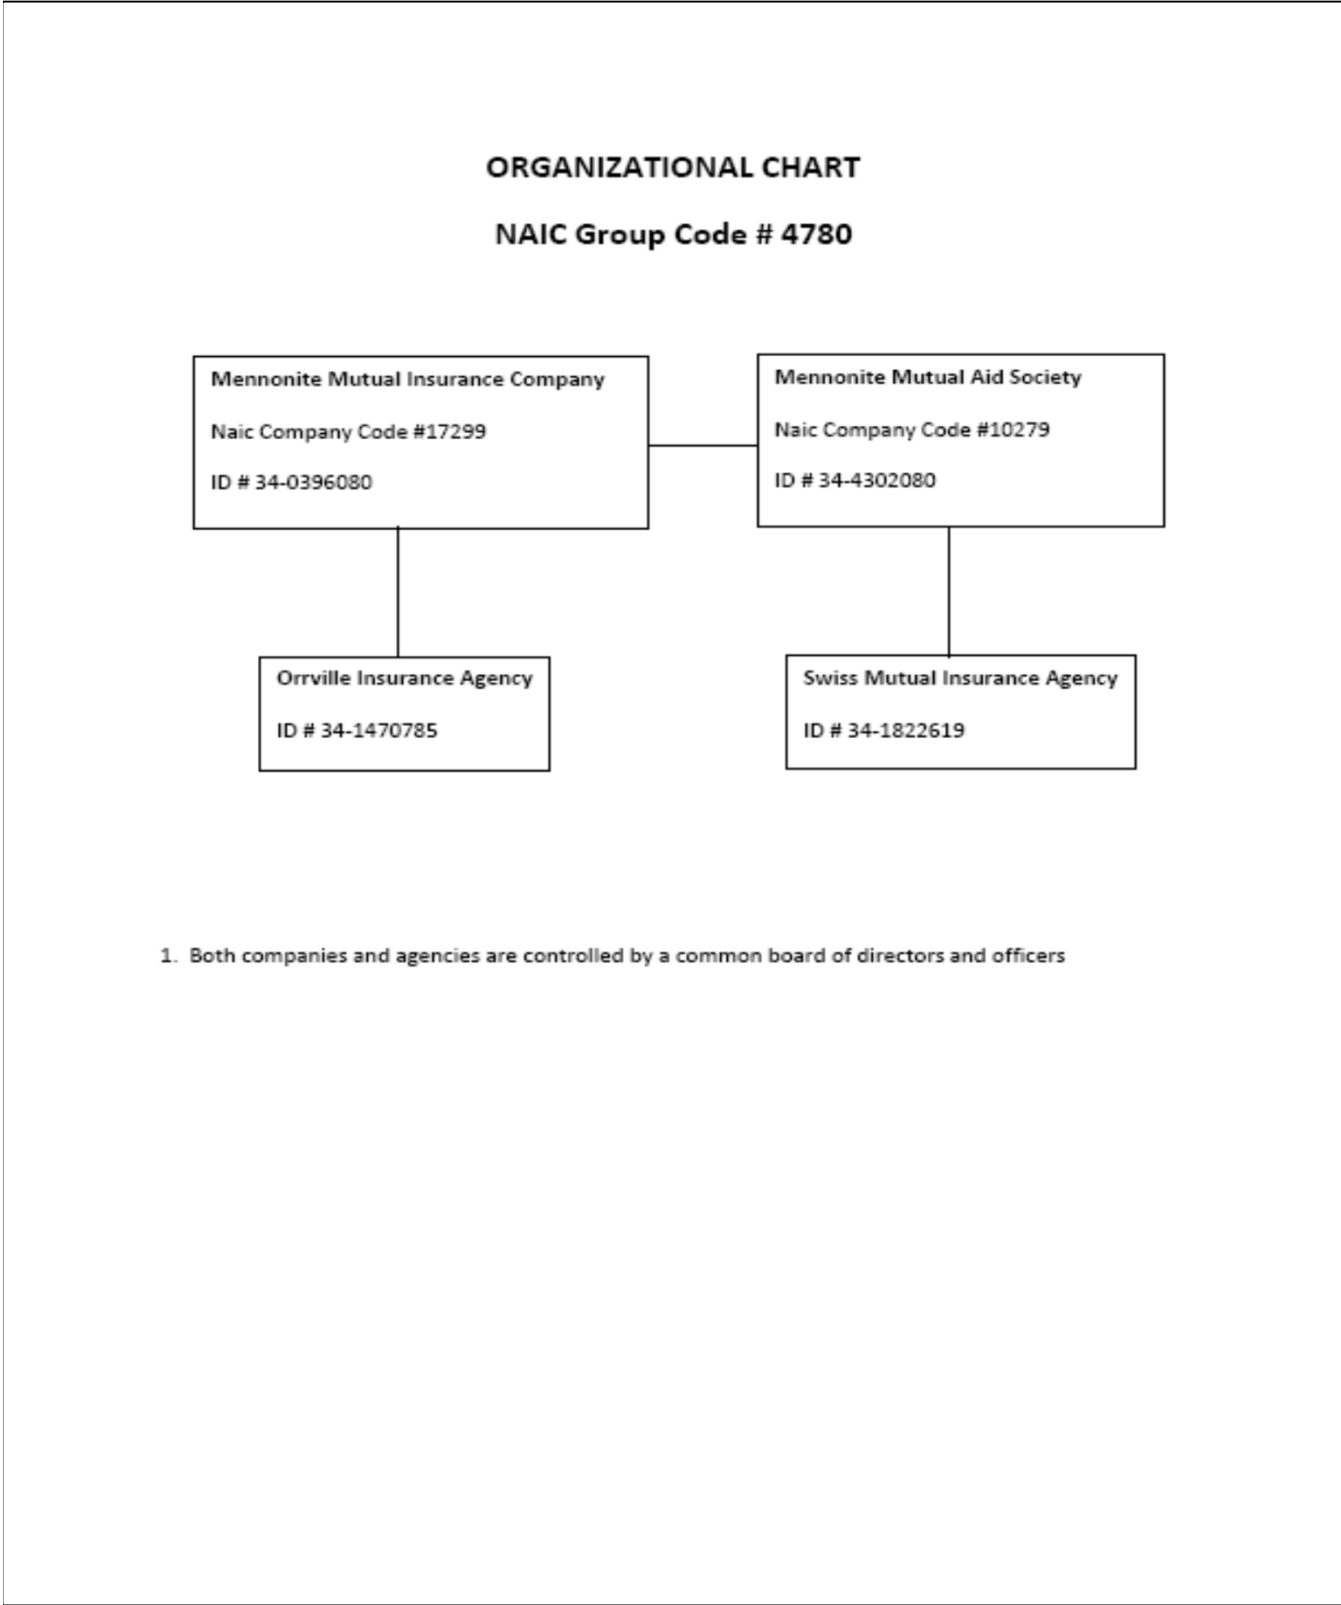 ORGANIZATIONAL CHART
NAIC Group Code # 4780
Mennonite Mutual Insurance Company
Naic Company Code #17299
ID # 34-0396080
Mennonite Mutual Aid Society
Naic Company Code #10279
ID # 34-4302080
Orrville Insurance Agency
ID # 34-1470785
Swiss Mutual Insurance Agency
ID # 34-1822619
1. Both companies and agencies are controlled by a common board of directors and officers